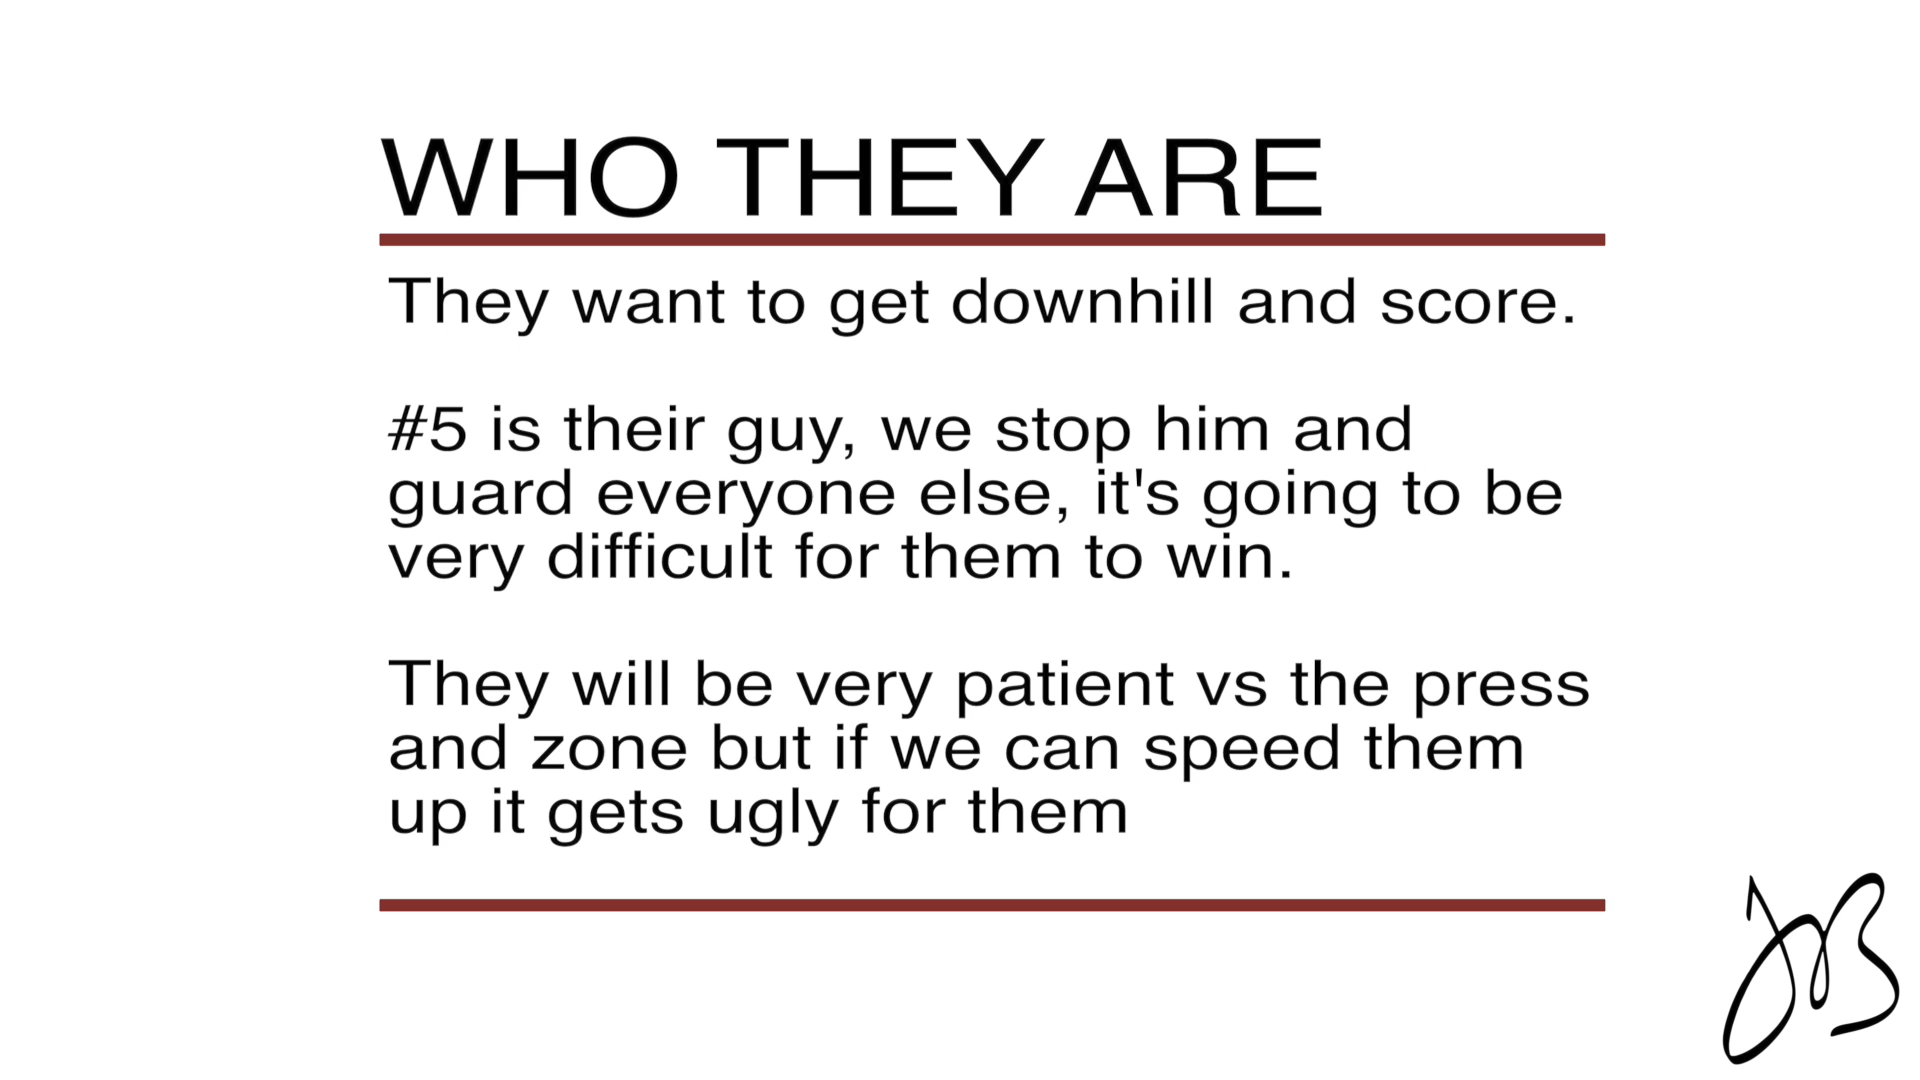 WHO THEY ARE
They want to get downhill and score.
#5 is their guy, we stop him and
guard everyone else, it's going to be
very difficult for them to win.
They will be very patient vs the press
and zone but if we can speed them
up it gets ugly for them